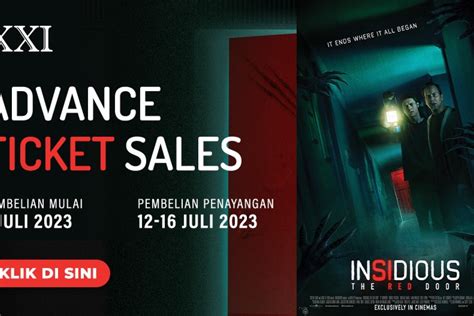 XXI
ADVANCE
TICKET SALES
MBELIAN MULAI
JULI 2023
PEMBELIAN PENAYANGAN
12-16 JULI 2023
KLIK DI SINI
IT ENDS WHERE IT ALL BEGAN
INSIDIOUS
THE RED DOOR
EXCLUSIVELY IN CINEMAS